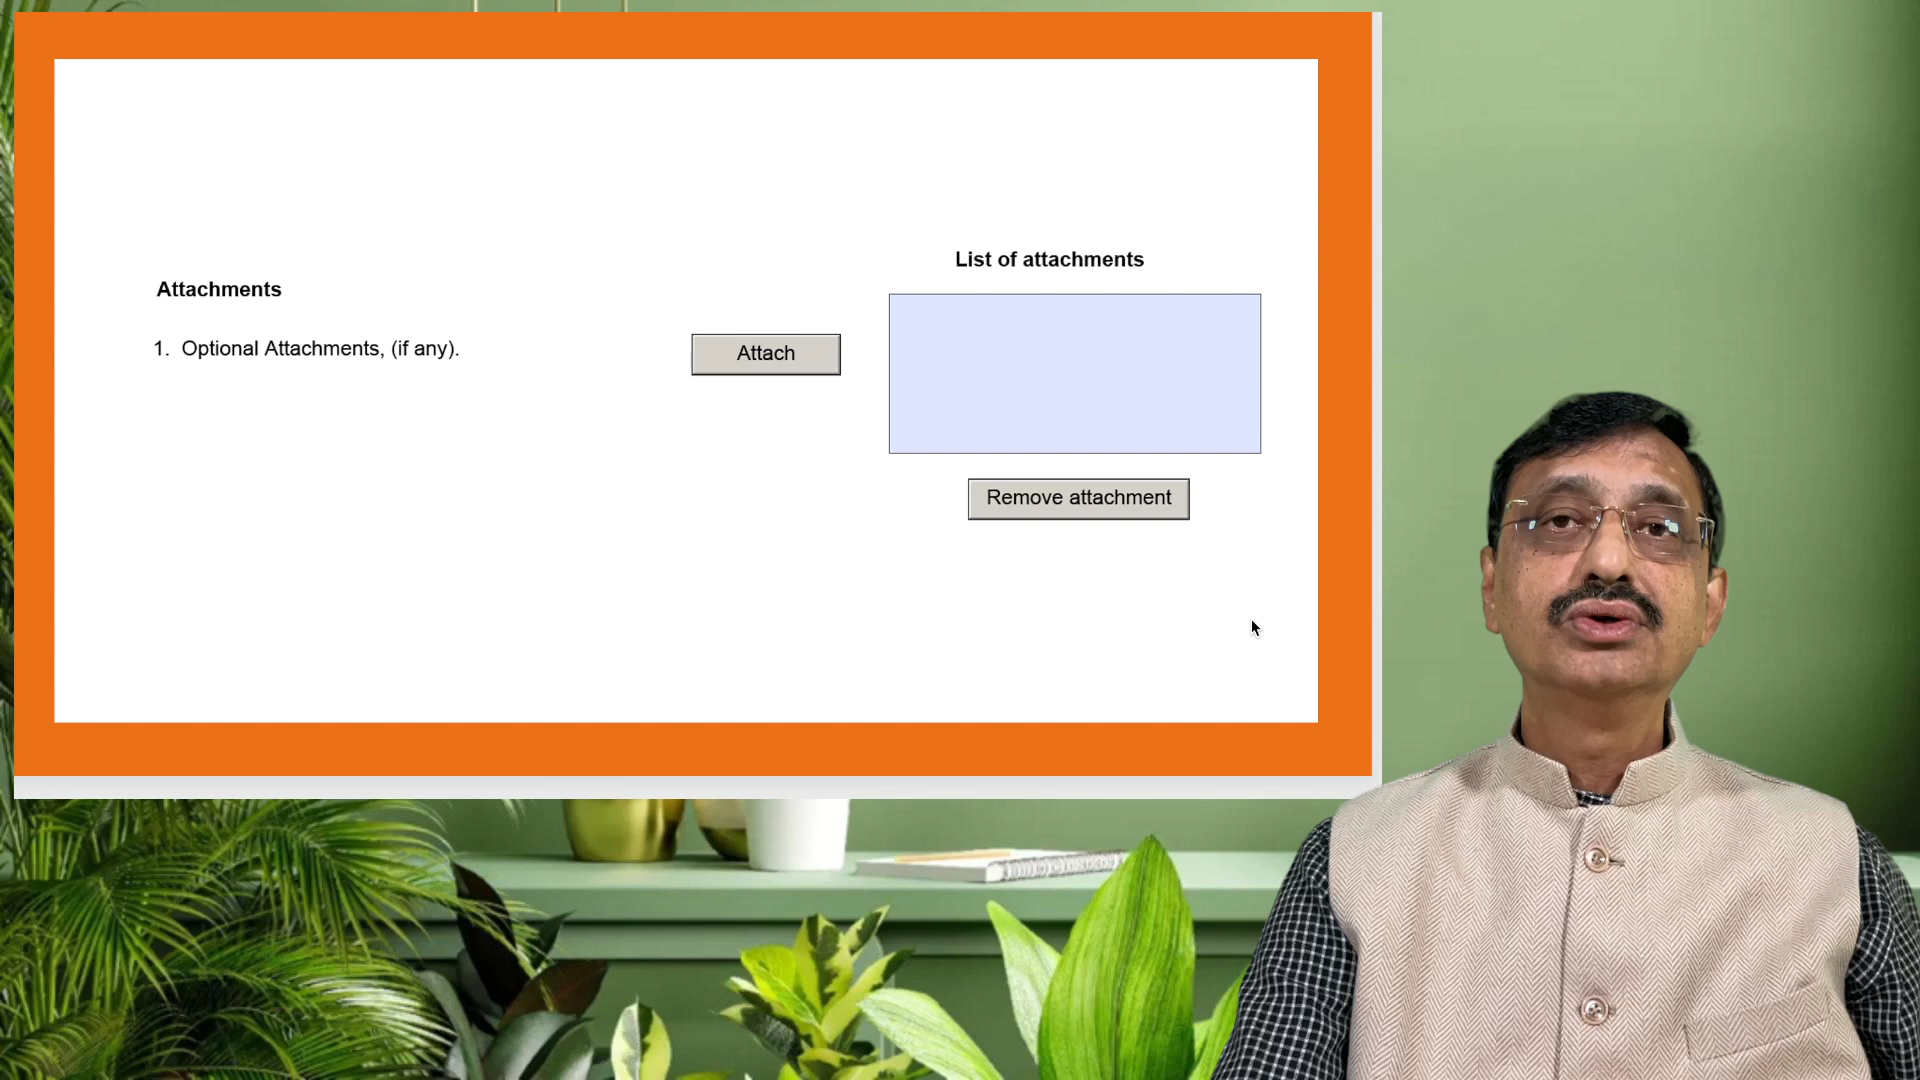 List of attachments
Attachments
1. Optional Attachments, (if any).
Attach
Remove attachment